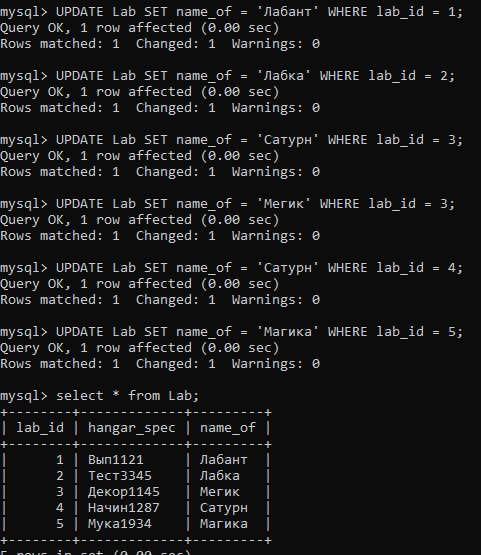 mysql> UPDATE Lab SET name_of = 'Лабант' WHERE lab_id = 1;
Query OK, 1 row affected (0.00 sec)
Rows matched: 1  Changed: 1  Warnings: 0
mysql> UPDATE Lab SET name_of = 'Лабка' WHERE lab_id = 2;
Query OK, 1 row affected (0.00 sec)
Rows matched: 1  Changed: 1  Warnings: 0
mysql> UPDATE Lab SET name_of = 'Сатурн' WHERE lab_id = 3;
Query OK, 1 row affected (0.00 sec)
Rows matched: 1  Changed: 1  Warnings: 0
mysql> UPDATE Lab SET name_of = 'Мегик' WHERE lab_id = 3;
Query OK, 1 row affected (0.00 sec)
Rows matched: 1  Changed: 1  Warnings: 0
mysql> UPDATE Lab SET name_of = 'Сатурн' WHERE lab_id = 4;
Query OK, 1 row affected (0.00 sec)
Rows matched: 1  Changed: 1  Warnings: 0
mysql> UPDATE Lab SET name_of = 'Магика' WHERE lab_id = 5;
Query OK, 1 row affected (0.00 sec)
Rows matched: 1  Changed: 1  Warnings: 0
mysql> select * from Lab;
+--------+-------------+---------+
| lab_id | hangar_spec | name_of |
+--------+-------------+---------+
|      1 | Вып1121     | Лабант  |
|      2 | Тест3345    | Лабка   |
|      3 | Декор1145   | Мегик   |
|      4 | Начин1287   | Сатурн  |
|      5 | Мука1934    | Магика  |
+--------+-------------+---------+
5 rows in set (0.00 sec)